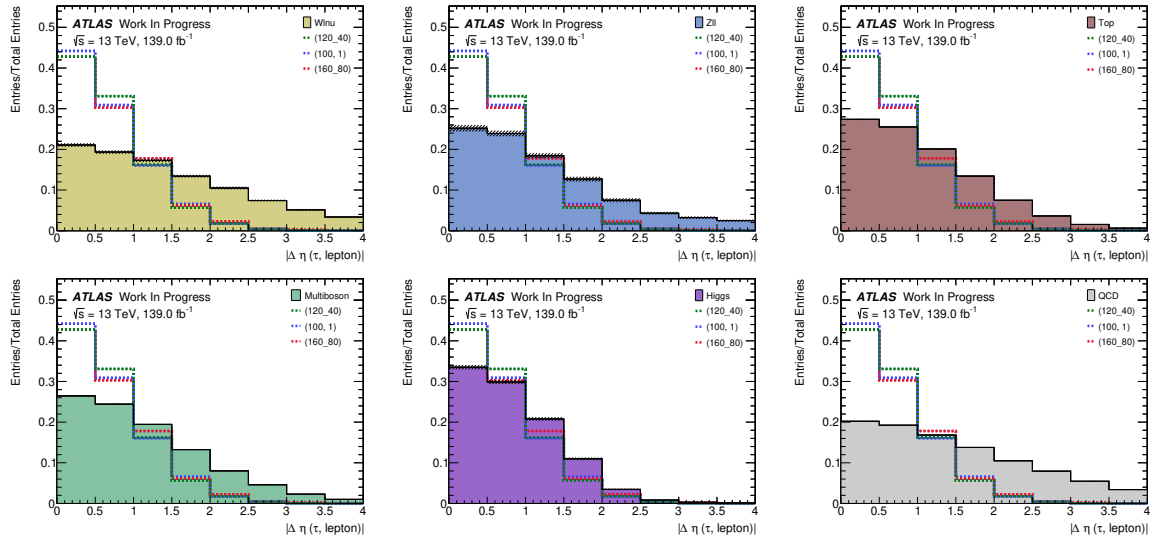 ATLAS Work In Progress
√s = 13 TeV, 139.0 fb⁻¹
Wlnu
(120_40)
(100, 1)
(160_80)
Entries/Total Entries
0.5
0.4
0.3
0.2
0.1
0
0 0.5 1 1.5 2 2.5 3 3.5 4
|Δ η (τ, lepton)|
ATLAS Work In Progress
√s = 13 TeV, 139.0 fb⁻¹
Zll
(120_40)
(100, 1)
(160_80)
Entries/Total Entries
0.5
0.4
0.3
0.2
0.1
0
0 0.5 1 1.5 2 2.5 3 3.5 4
|Δ η (τ, lepton)|
ATLAS Work In Progress
√s = 13 TeV, 139.0 fb⁻¹
Top
(120_40)
(100, 1)
(160_80)
Entries/Total Entries
0.5
0.4
0.3
0.2
0.1
0
0 0.5 1 1.5 2 2.5 3 3.5 4
|Δ η (τ, lepton)|
ATLAS Work In Progress
√s = 13 TeV, 139.0 fb⁻¹
Multiboson
(120_40)
(100, 1)
(160_80)
Entries/Total Entries
0.5
0.4
0.3
0.2
0.1
0
0 0.5 1 1.5 2 2.5 3 3.5 4
|Δ η (τ, lepton)|
ATLAS Work In Progress
√s = 13 TeV, 139.0 fb⁻¹
Higgs
(120_40)
(100, 1)
(160_80)
Entries/Total Entries
0.5
0.4
0.3
0.2
0.1
0
0 0.5 1 1.5 2 2.5 3 3.5 4
|Δ η (τ, lepton)|
ATLAS Work In Progress
√s = 13 TeV, 139.0 fb⁻¹
QCD
(120_40)
(100, 1)
(160_80)
Entries/Total Entries
0.5
0.4
0.3
0.2
0.1
0
0 0.5 1 1.5 2 2.5 3 3.5 4
|Δ η (τ, lepton)|